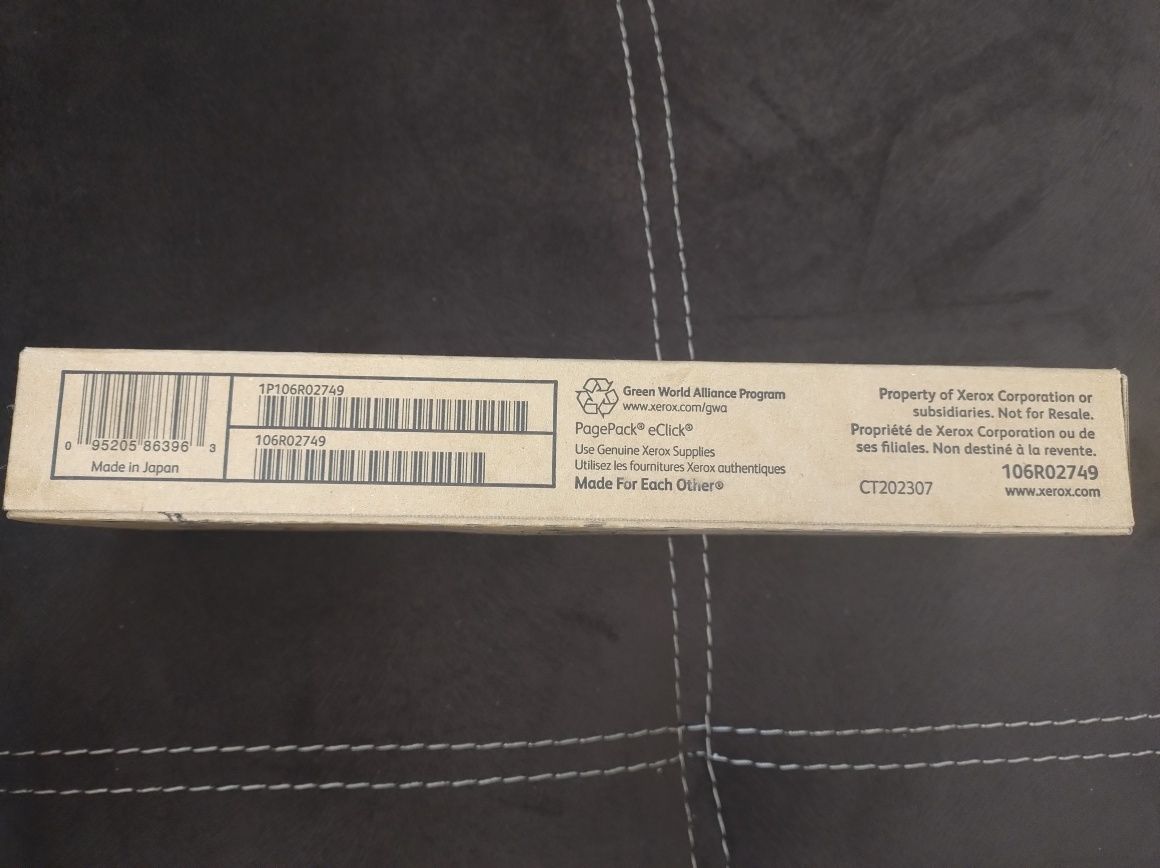 0 95205 86396 3
Made in Japan
1P106R02749
106R02749
Green World Alliance Program
www.xerox.com/gwa
PagePack® eClick®
Use Genuine Xerox Supplies
Utilisez les fournitures Xerox authentiques
Made For Each Other®
Property of Xerox Corporation or
subsidiaries. Not for Resale.
Propriété de Xerox Corporation ou de
ses filiales. Non destiné à la revente.
106R02749
CT202307
www.xerox.com